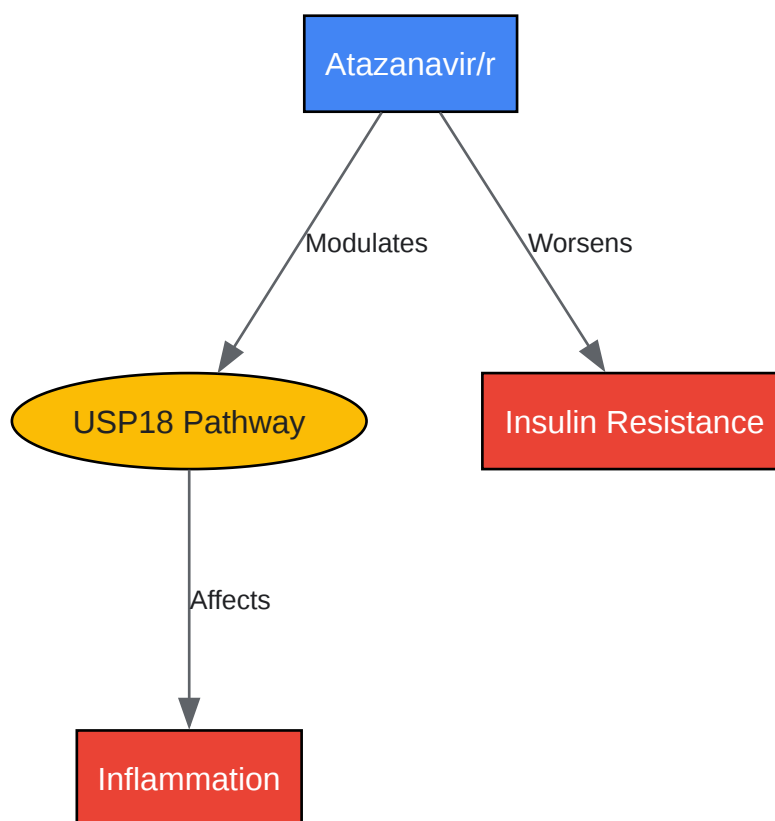 Atazanavir/r
Modulates
Worsens
USP18 Pathway
Insulin Resistance
Affects
Inflammation